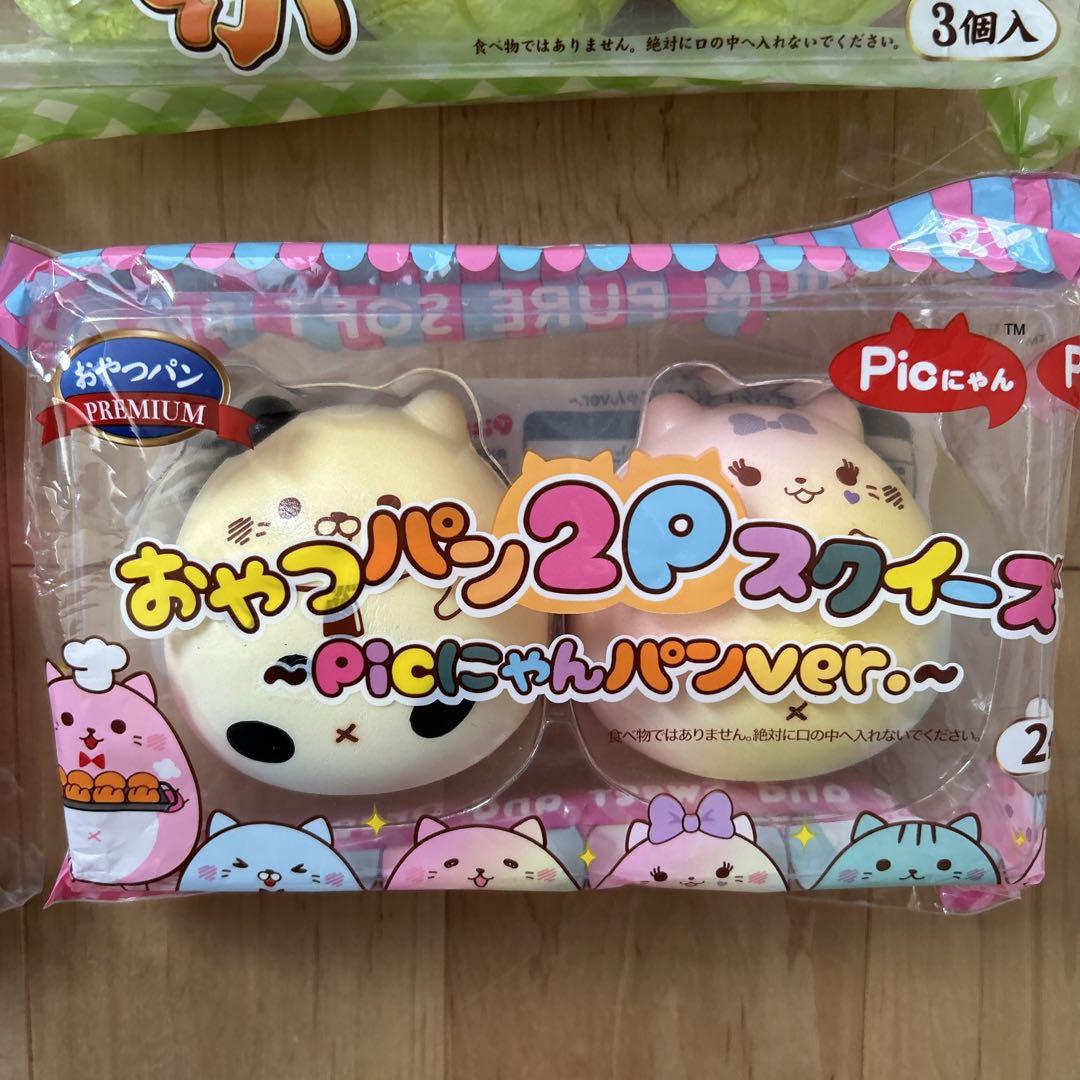 食べ物ではありません。絶対に口の中へ入れないでください。
3個入
PURE SOFT
おやつパン
PREMIUM
Picにゃん
TM
おやつパン2Pスクイーズ
~Picにゃんパンver.~
食べ物ではありません。絶対に口の中へ入れないでください。
2